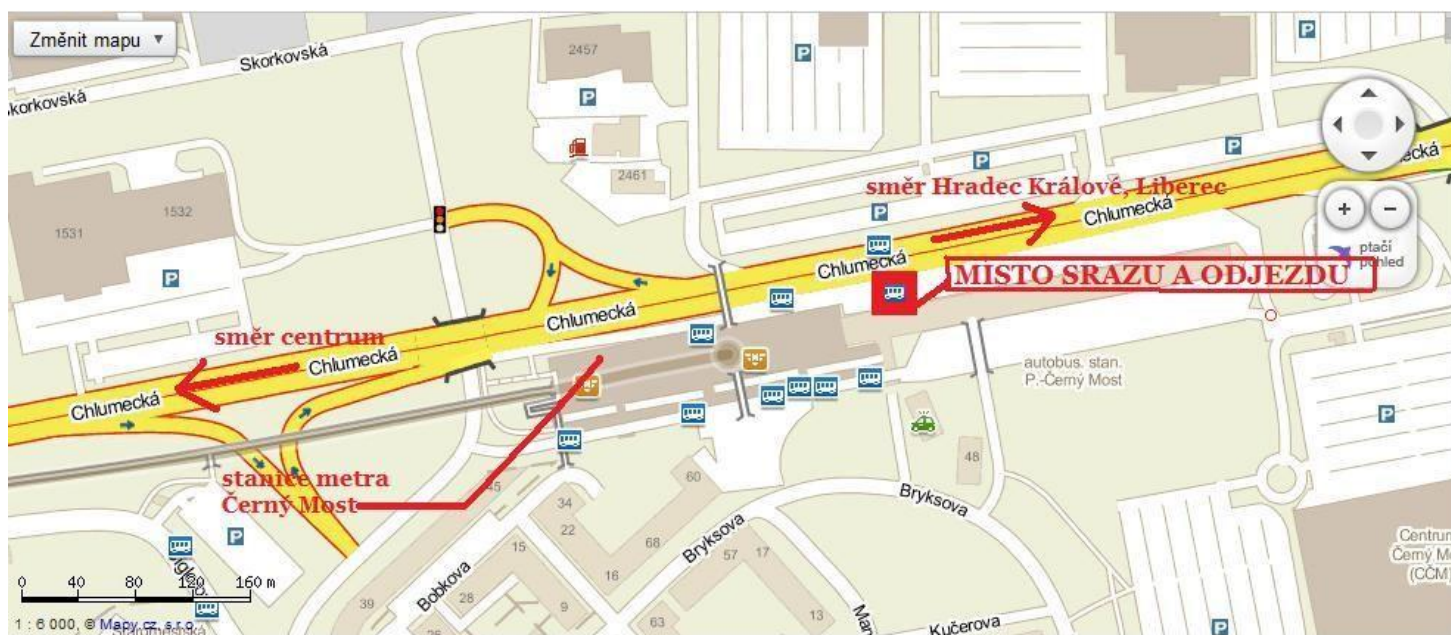 Změnit mapu
Skorkovská
Skorkovská
2457
P
P
P
2461
P
P
1532
1531
P
P
směr Hradec Králové, Liberec
Chlumecká
Chlumecká
ptačí
pohled
MÍSTO SRAZU A ODJEZDU
Chlumecká
směr centrum
Chlumecká
Chlumecká
autobus. stan.
P.-Černý Most
P
stanice metra
Černý Most
45
60
48
34
22
15
68
16
Bryksova
Bryksova
57
17
P
Bobkova
28
39
9
63
13
Kučerova
P
Centrum
Černý
(CČM)
0 40 80 120 160 m
1 : 6 000, © Mapy.cz, s.r.o.